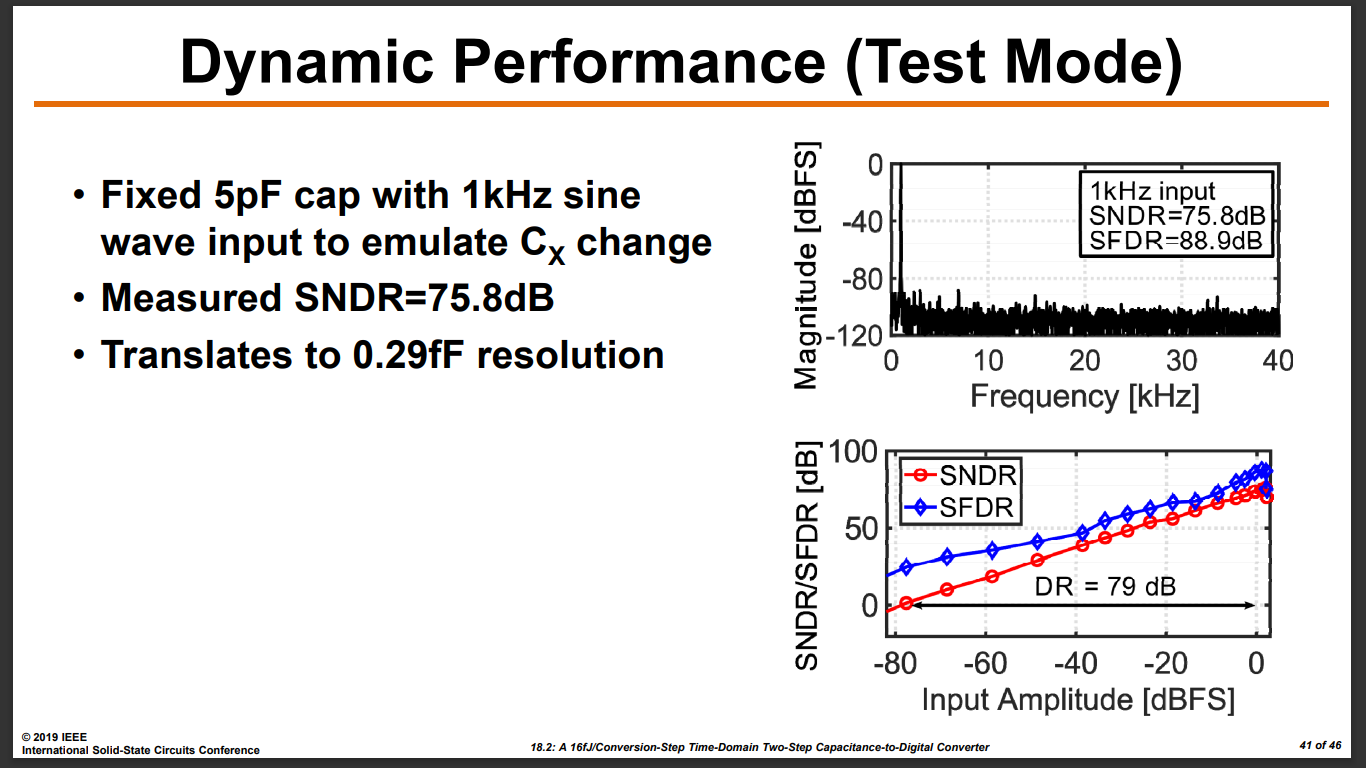 Dynamic Performance (Test Mode)
• Fixed 5pF cap with 1kHz sine
wave input to emulate CX change
• Measured SNDR=75.8dB
• Translates to 0.29fF resolution
Magnitude [dBFS]
0
-40
-80
-120
1kHz input
SNDR=75.8dB
SFDR=88.9dB
0 10 20 30 40
Frequency [kHz]
SNDR/SFDR [dB]
100
50
0
SNDR
SFDR
DR = 79 dB
-80 -60 -40 -20 0
Input Amplitude [dBFS]
© 2019 IEEE
International Solid-State Circuits Conference
18.2: A 16fJ/Conversion-Step Time-Domain Two-Step Capacitance-to-Digital Converter
41 of 46